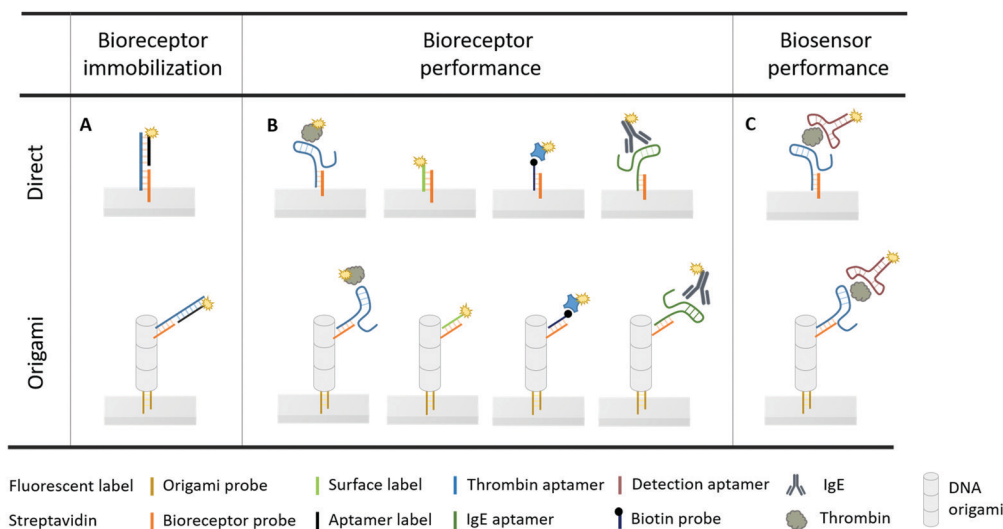 Bioreceptor
immobilization
Bioreceptor
performance
Biosensor
performance
A
B
C
Direct
Origami
Fluorescent label
Origami probe
Surface label
Thrombin aptamer
Detection aptamer
IgE
DNA
origami
Streptavidin
Bioreceptor probe
Aptamer label
IgE aptamer
Biotin probe
Thrombin